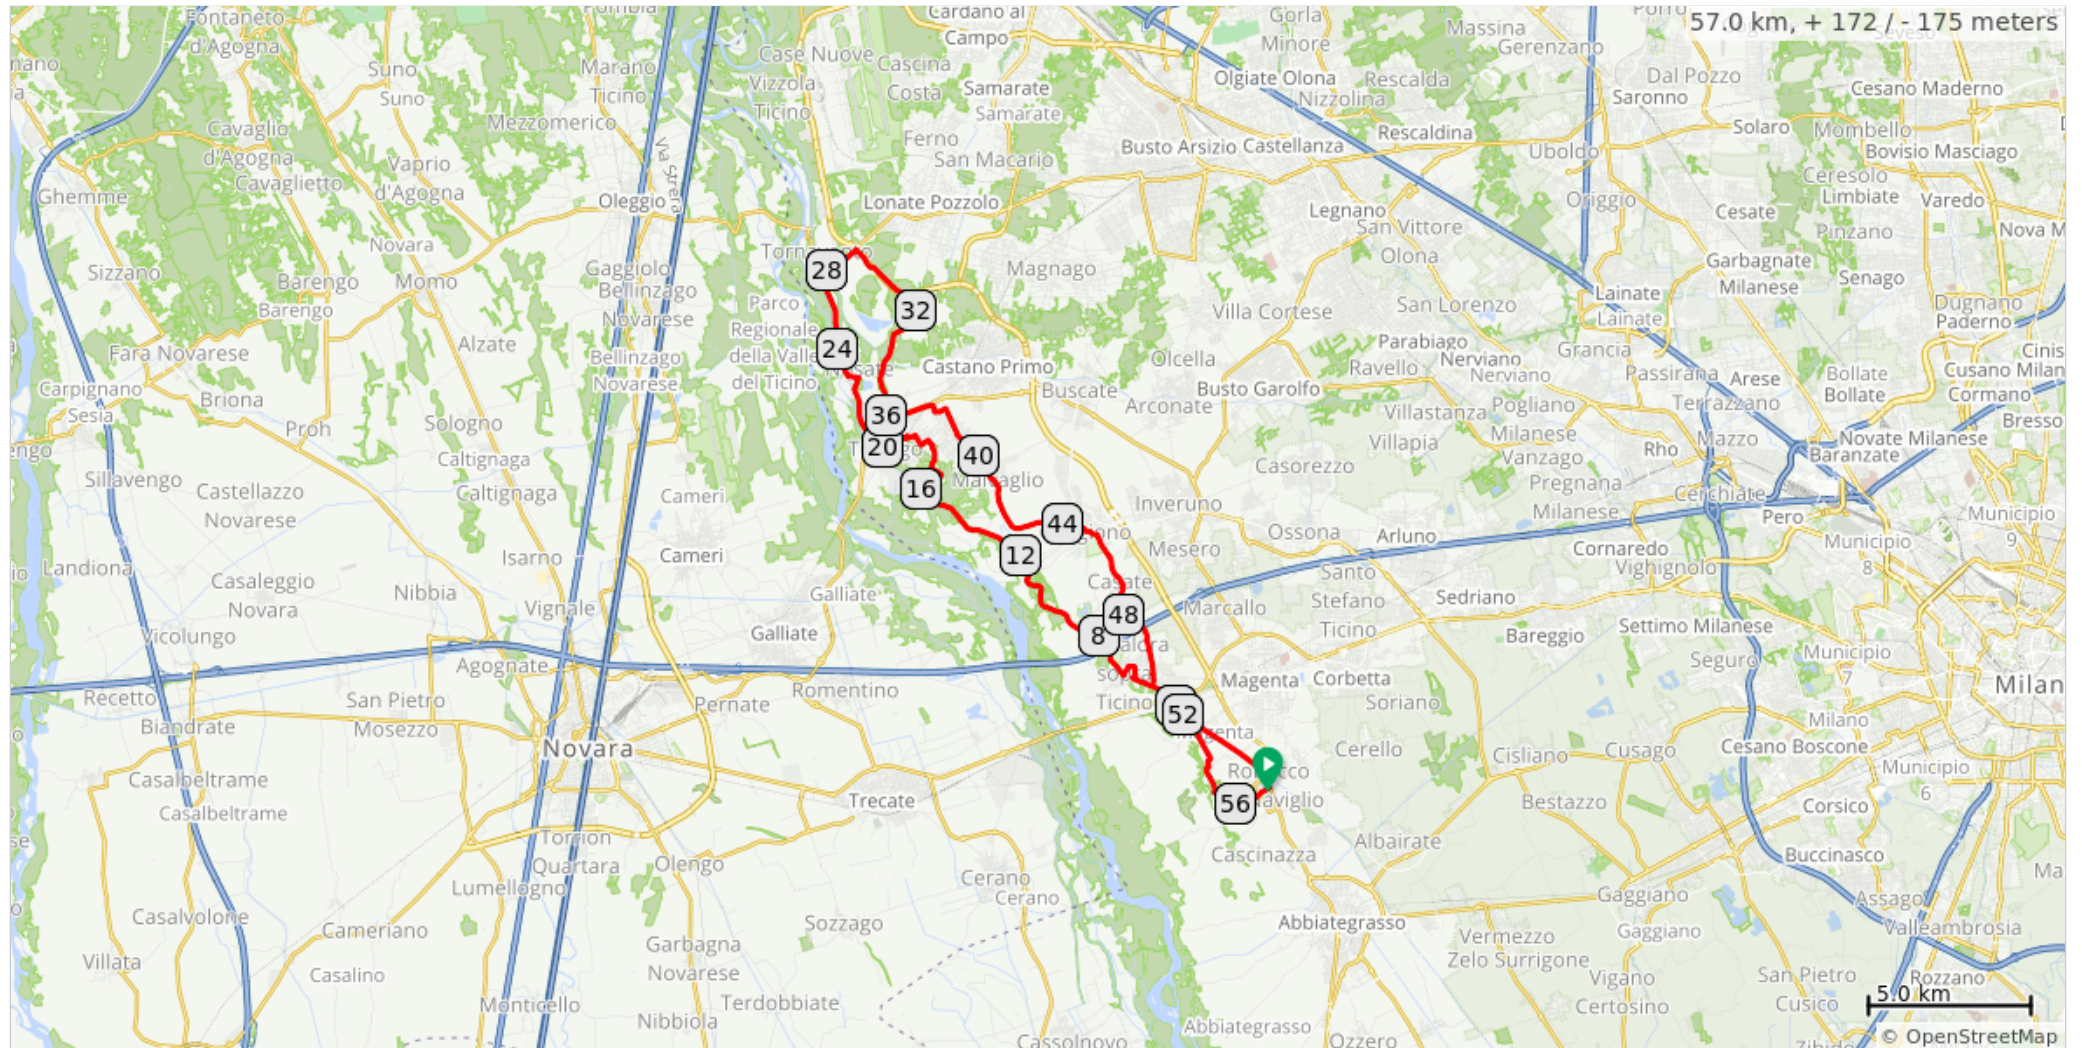 57.0 km, + 172 / - 175 meters
Fontaneto
d'Agogna
Cardano al
Campo
Gorla
Minore
Massina
Gerenzano
Case Nuove
Suno
Suno
Marano
Ticino
Vizzola
Ticino
Cascina
Costà
Samarate
Samarate
Olgiate Olona
Nizzolina
Rescalda
Dal Pozzo
Saronno
Cesano Maderno
Mezzomerico
Cavaglio
d'Agogna
Cavaglietto
Vaprio
d'Agogna
Via Strera
Ferno
San Macario
Busto Arsizio
Castellanza
Rescaldina
Uboldo
Solaro
Mombello
Bovisio Masciago
Ceresolo
Limbiate
Varedo
Ghemme
Oleggio
Lonate Pozzolo
Legnano
San Vittore
Olona
Origgio
Cesate
Pinzano
Nova M
Novara
Sizzano
Barengo
Barengo
Momo
Gaggiolo
Bellinzago
Novarese
Parco
Regionale
della Valle
del Ticino
Magnago
Villa Cortese
San Lorenzo
Garbagnate
Milanese
Senago
Lainate
Lainate
Dugnano
Paderno
28
32
24
Fara Novarese
Alzate
Bellinzago
Novarese
Castano Primo
Buscate
Arconate
Olcella
Busto Garolfo
Parabiago
Ravello
Nerviano
Nerviano
Grancia
Passirana
Terrazzano
Arese
Bollate
Bollate
Cinis
Cusano Milan
Cormano
Bresso
Carpignano
Sesia
Briona
Proh
Sologno
Caltignaga
Caltignaga
36
20
40
16
Villastanza
Villapia
Pogliano
Milanese
Vanzago
Pregnana
Milanese
Rho
Mazzo
Cerchiate
Pero
Novate Milanese
Baranzate
Casorezzo
Sillavengo
Castellazzo
Novarese
Cameri
Cameri
Inveruno
Ossona
Arluno
Mesero
44
12
Municipio
8
Municipio
9
Cornaredo
Vighignolo
Landiona
Isarno
Casaleggio
Novara
Nibbia
Vignale
Galliate
Galliate
Casate
Marcallo
Santo
Stefano
Ticino
Sedriano
Bareggio
Settimo Milanese
Seguro
Municipio
7
48
8
Vicolungo
Agognate
Recetto
San Pietro
Mosezzo
Biandrate
Pernate
Romentino
Ticino
Magenta
Corbetta
Soriano
Milan
52
Novara
Casalbeltrame
Casalbeltrame
Trecate
Cerello
Cisliano
Cusago
Milano
Cesano Boscone
Municipio
6
56
Bestazzo
Corsico
Torrion
Quartara
Olengo
Lumellogno
Cerano
Cerano
Cascinazza
Albairate
Buccinasco
Gaggiano
Gaggiano
Assago
Valleambrosia
Casalvolone
Cameriano
Sozzago
Abbiategrasso
Vermezzo
Zelo Surrigone
Villata
Casalino
Garbagna
Novarese
Monticello
Terdobbiate
Nibbiola
Vigano
Certosino
San Pietro
Cusico
Rozzano
Abbiategrasso
Ozzero
Cassolnovo
5.0 km
© OpenStreetMap